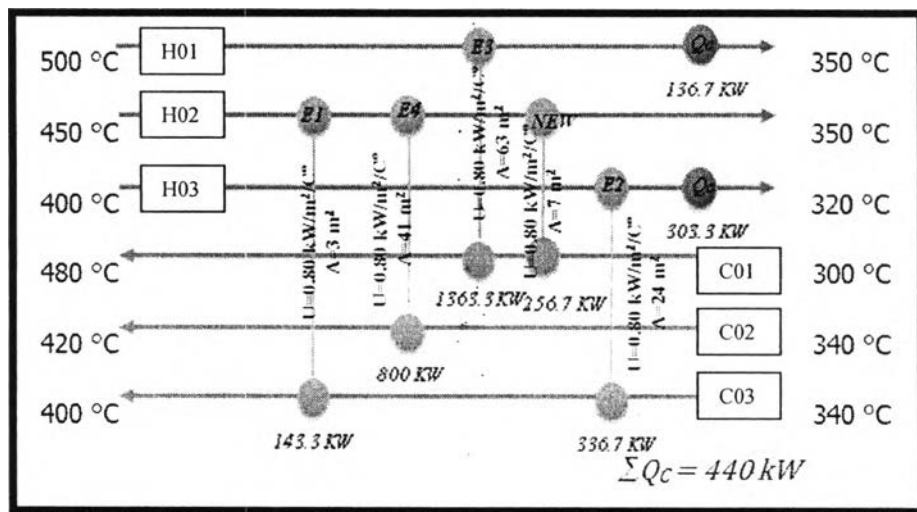 500 °C H01 E3 Qc 350 °C
136.7 KW
450 °C H02 E1 E4 NEW 350 °C
400 °C H03 E2 Qc 320 °C
303.3 KW
U=0.80 kW/m²/C°
A=3 m²
U=0.80 kW/m²/C°
A=41 m²
U=0.80 kW/m²/C°
A=63 m²
U=0.80 kW/m²/C°
A=7 m²
U=0.80 kW/m²/C°
A=24 m²
480 °C C01 300 °C
1363.3 KW 256.7 KW
420 °C C02 340 °C
800 KW
400 °C C03 340 °C
143.3 KW 336.7 KW
∑Qc = 440 kW